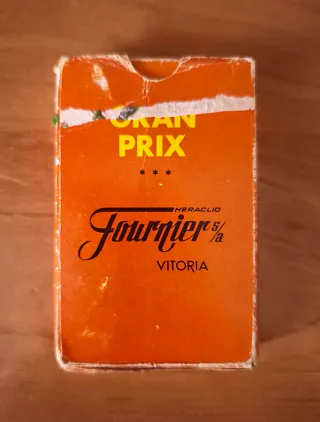 GRAN
PRIX
* * *
HERACLIO
Fournier s/a
VITORIA